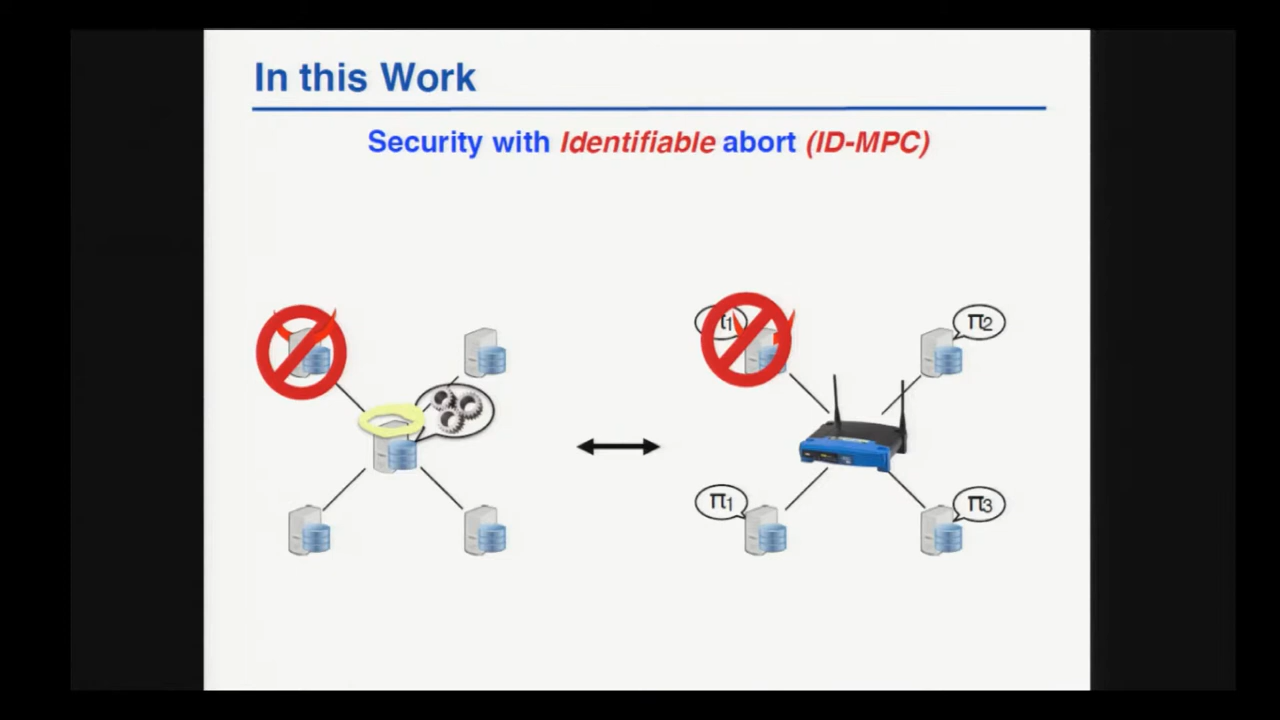 In this Work
Security with Identifiable abort (ID-MPC)
π2
π1
π3